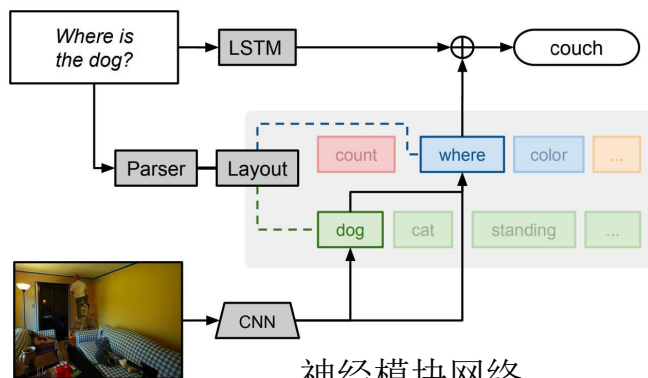 Where is
the dog?
LSTM
couch
count
where
color
...
Parser
Layout
dog
cat
standing
...
CNN
神经模块网络